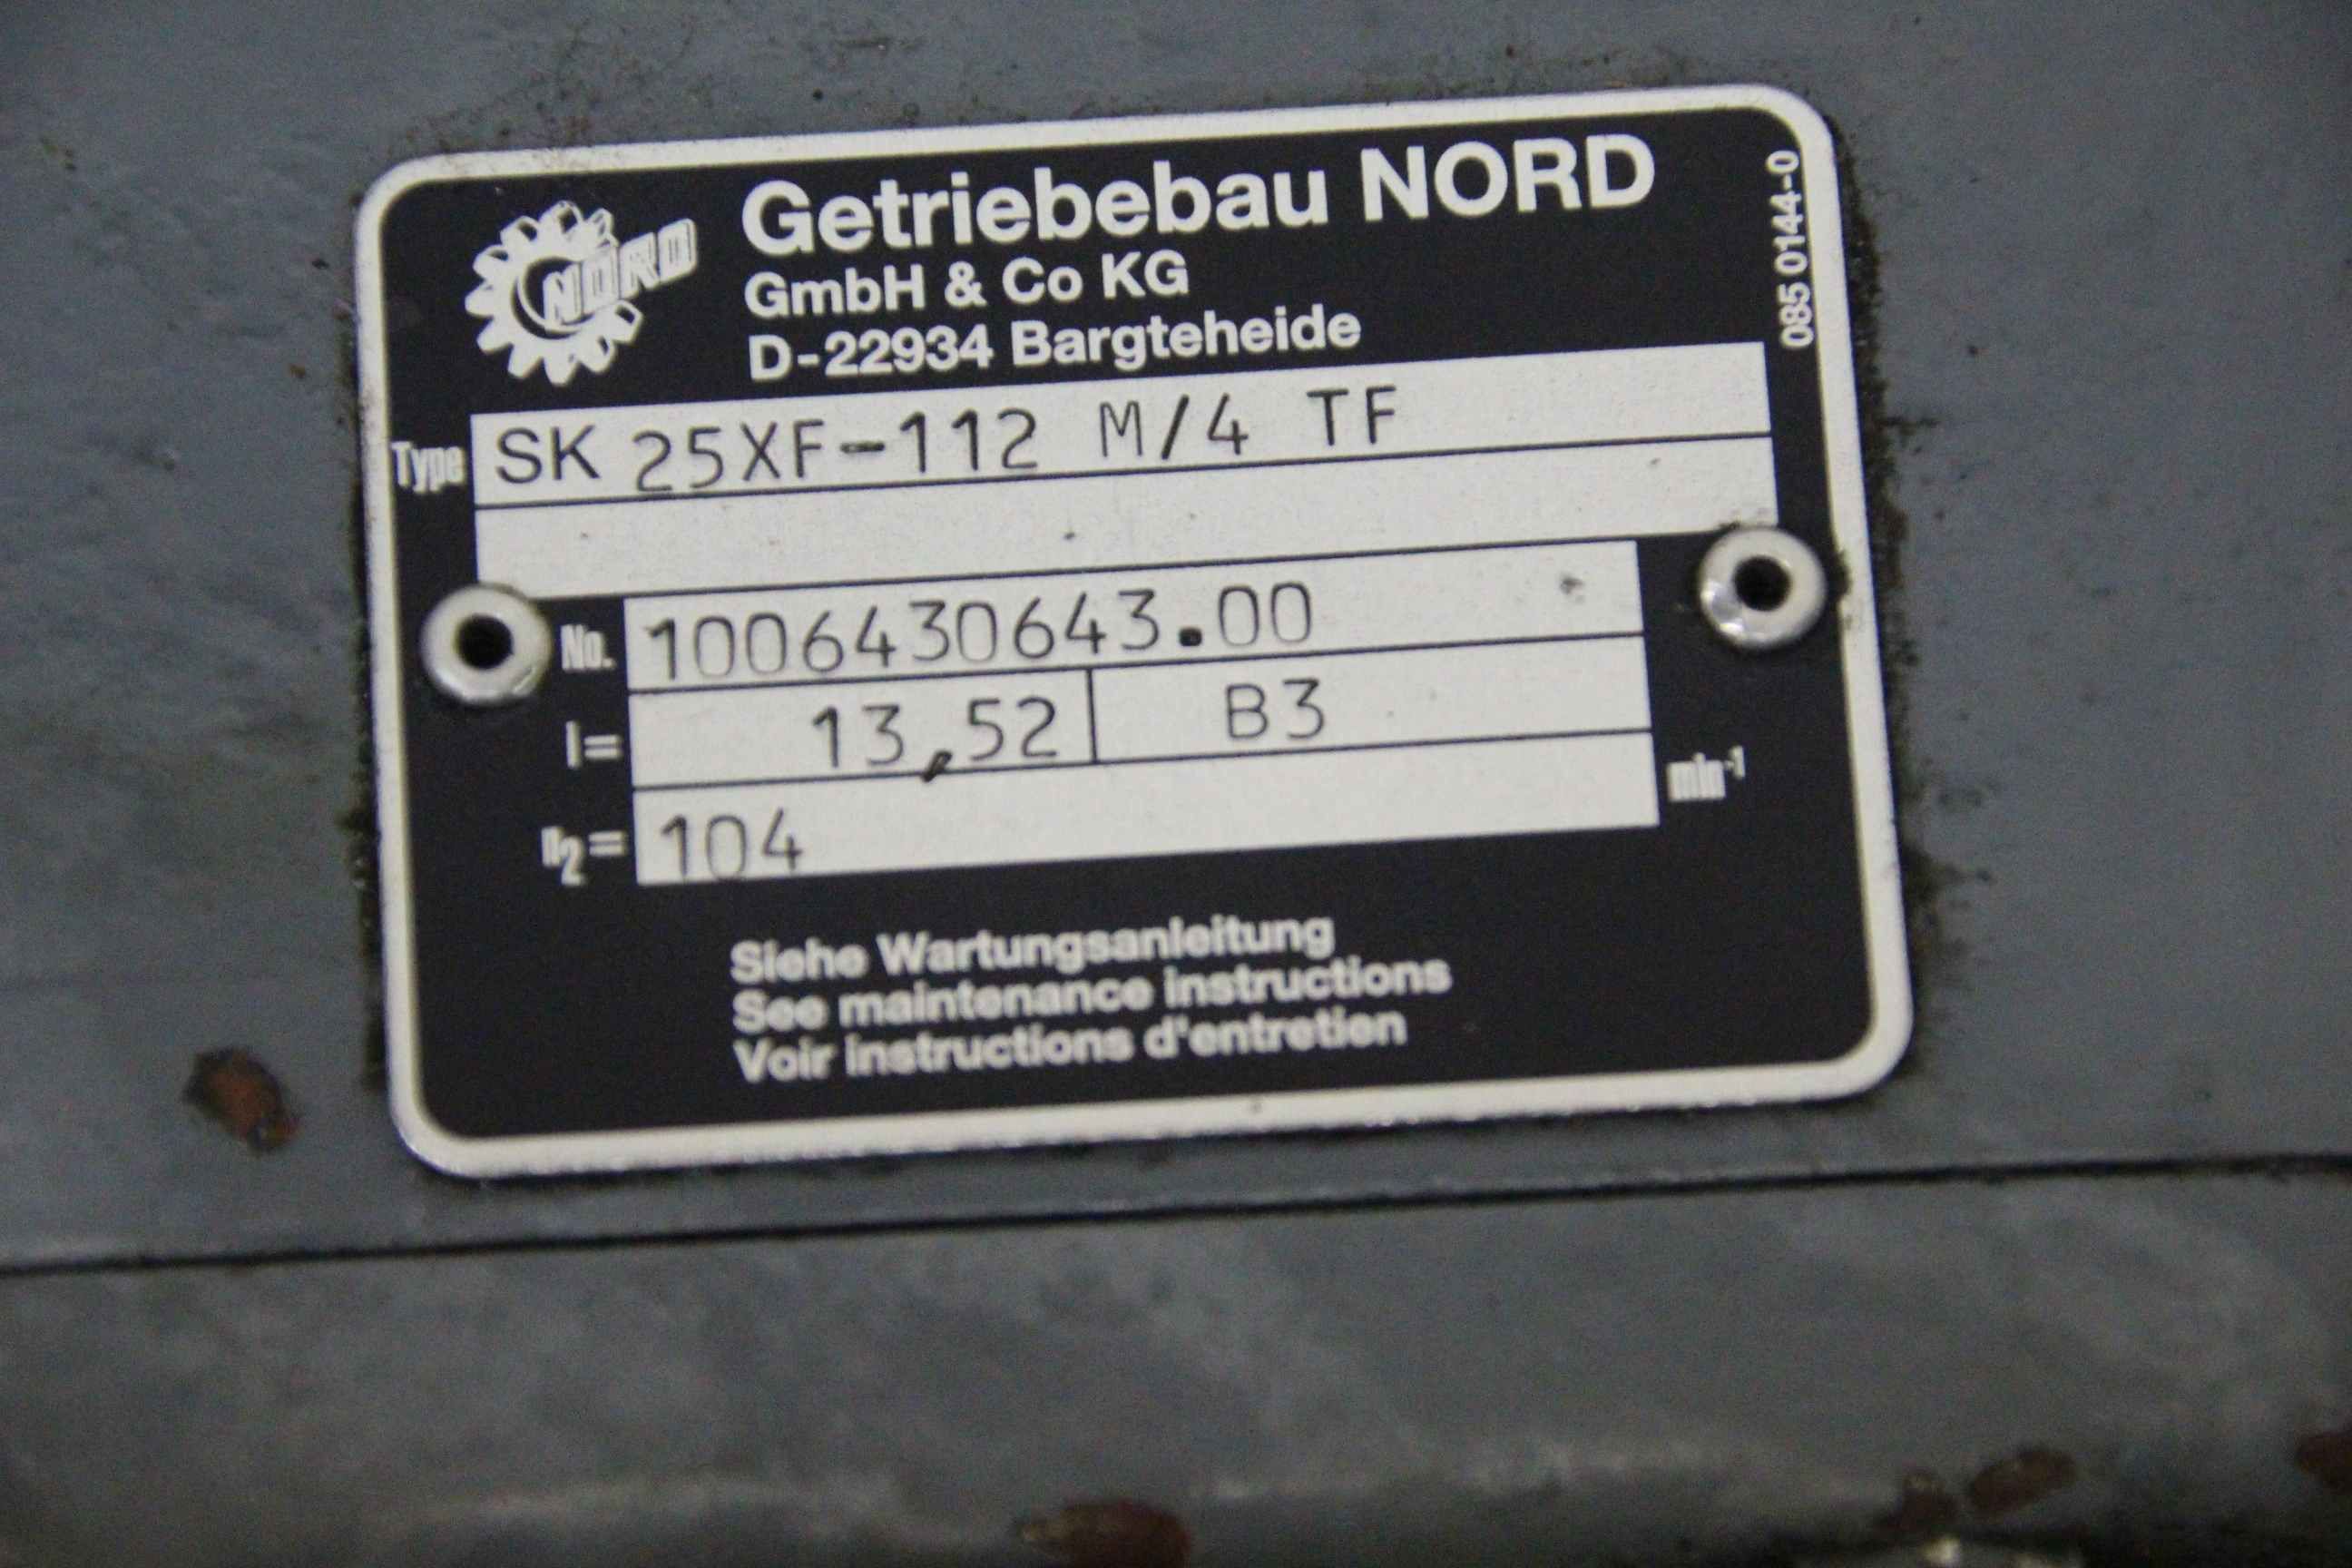 NORD
Getriebebau NORD
GmbH & Co KG
D-22934 Bargteheide
085 0144-0
Type SK 25XF-112 M/4 TF
No. 1006430643.00
i= 13,52 B3
n2= 104 min-1
Siehe Wartungsanleitung
See maintenance instructions
Voir instructions d'entretien